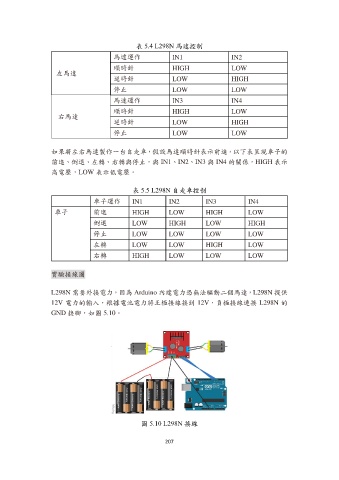 表 5.4 L298N 馬達控制
左馬達
馬達運作 IN1 IN2
順時針 HIGH LOW
逆時針 LOW HIGH
停止 LOW LOW
右馬達
馬達運作 IN3 IN4
順時針 HIGH LOW
逆時針 LOW HIGH
停止 LOW LOW
如果將左右馬達製作一台自走車，假設馬達順時針表示前進，以下表呈現車子的
前進、倒退、左轉、右轉與停止，與 IN1、IN2、IN3 與 IN4 的關係，HIGH 表示
高電壓，LOW 表示低電壓。
表 5.5 L298N 自走車控制
車子運作 IN1 IN2 IN3 IN4
車子 前進 HIGH LOW HIGH LOW
倒退 LOW HIGH LOW HIGH
停止 LOW LOW LOW LOW
左轉 LOW LOW HIGH LOW
右轉 HIGH LOW LOW LOW
實驗接線圖
L298N 需要外接電力，因為 Arduino 內建電力恐無法驅動二個馬達，L298N 提供
12V 電力的輸入，根據電池電力將正極接線接到 12V，負極接線連接 L298N 的
GND 接腳，如圖 5.10。
圖 5.10 L298N 接線
207